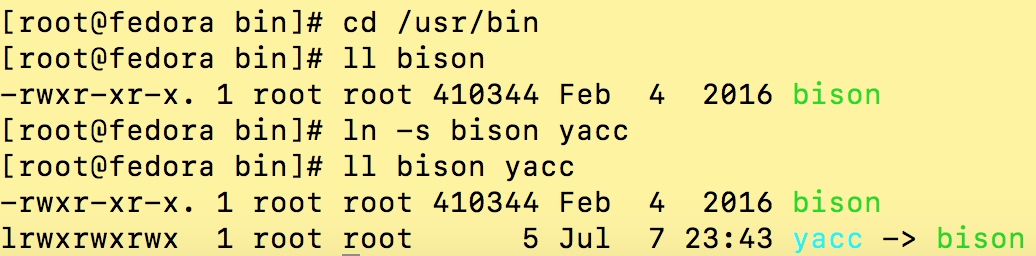 [root@fedora bin]# cd /usr/bin
[root@fedora bin]# ll bison
-rwxr-xr-x. 1 root root 410344 Feb  4  2016 bison
[root@fedora bin]# ln -s bison yacc
[root@fedora bin]# ll bison yacc
-rwxr-xr-x. 1 root root 410344 Feb  4  2016 bison
lrwxrwxrwx  1 root root      5 Jul  7 23:43 yacc -> bison